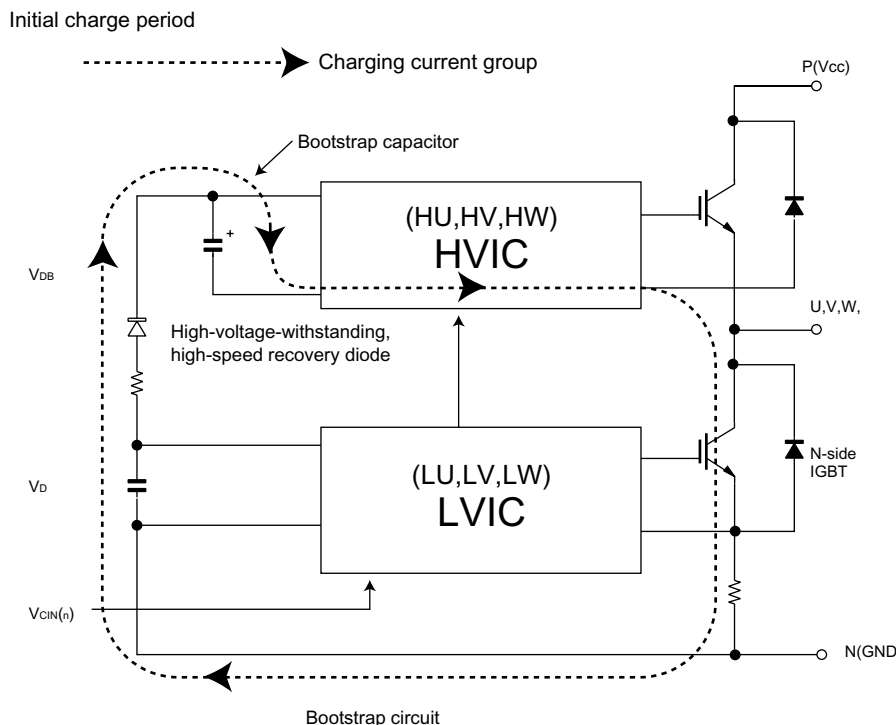 Initial charge period
Charging current group
P(Vcc)
Bootstrap capacitor
+
(HU,HV,HW)
HVIC
VDB
U,V,W,
High-voltage-withstanding,
high-speed recovery diode
N-side
IGBT
(LU,LV,LW)
LVIC
VD
VCIN(n)
N(GND
Bootstrap circuit